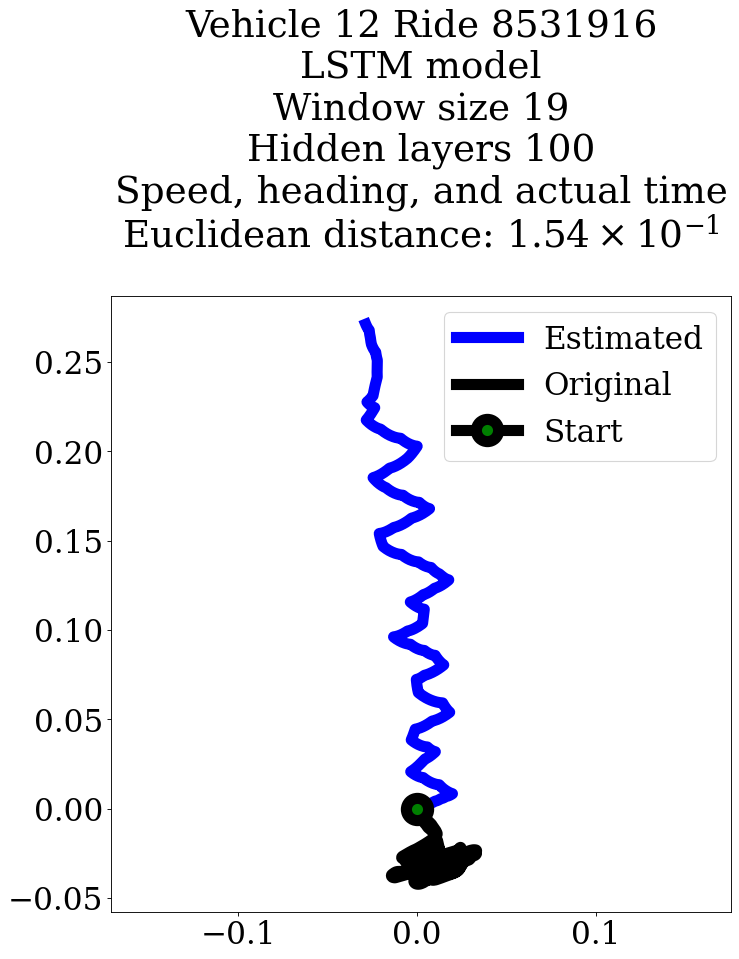 Vehicle 12 Ride 8531916
LSTM model
Window size 19
Hidden layers 100
Speed, heading, and actual time
Euclidean distance: 1.54 × 10⁻¹
Estimated
Original
Start
0.25
0.20
0.15
0.10
0.05
0.00
−0.05
−0.1 0.0 0.1